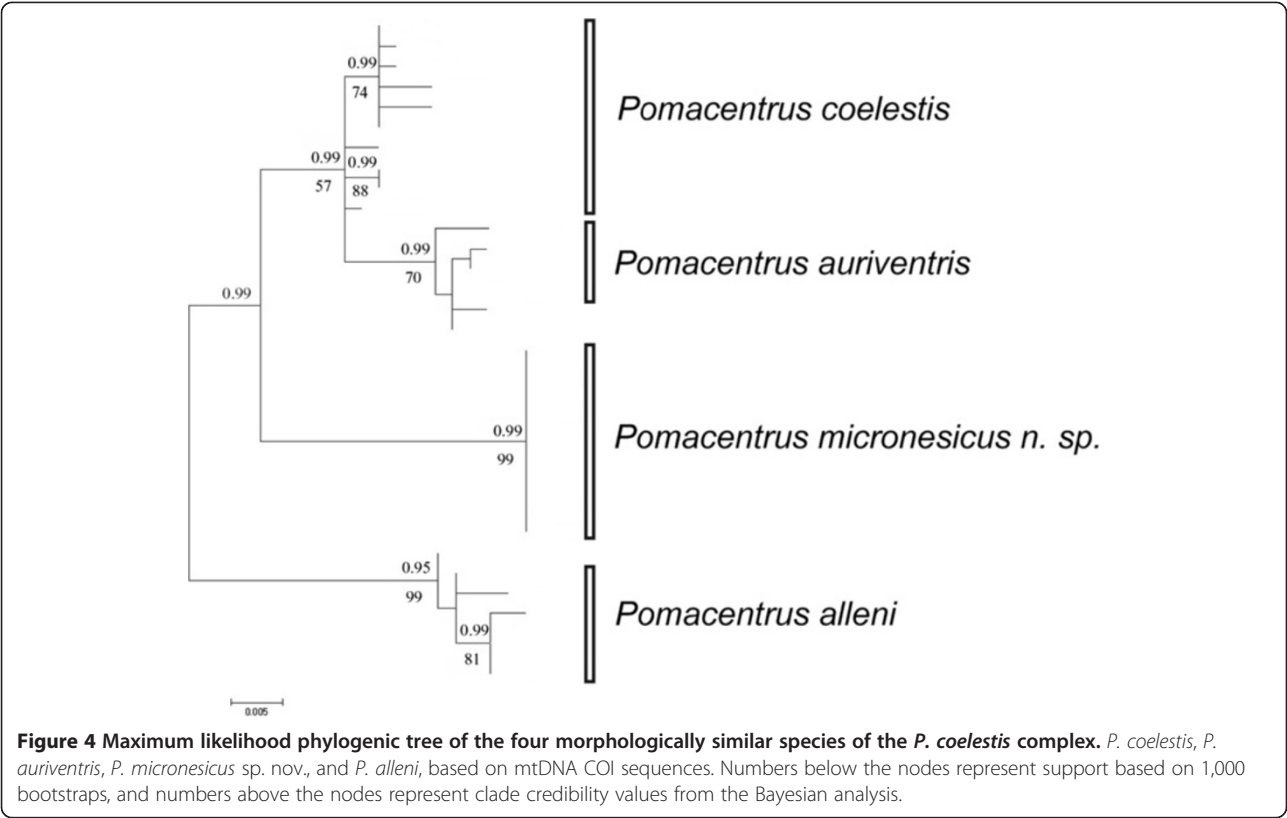 0.99
74
0.99
57
0.99
88
Pomacentrus coelestis
0.99
70
Pomacentrus auriventris
0.99
0.99
99
Pomacentrus micronesicus n. sp.
0.95
99
0.99
81
Pomacentrus alleni
0.005
Figure 4 Maximum likelihood phylogenic tree of the four morphologically similar species of the P. coelestis complex. P. coelestis, P.
auriventris, P. micronesicus sp. nov., and P. alleni, based on mtDNA COI sequences. Numbers below the nodes represent support based on 1,000
bootstraps, and numbers above the nodes represent clade credibility values from the Bayesian analysis.